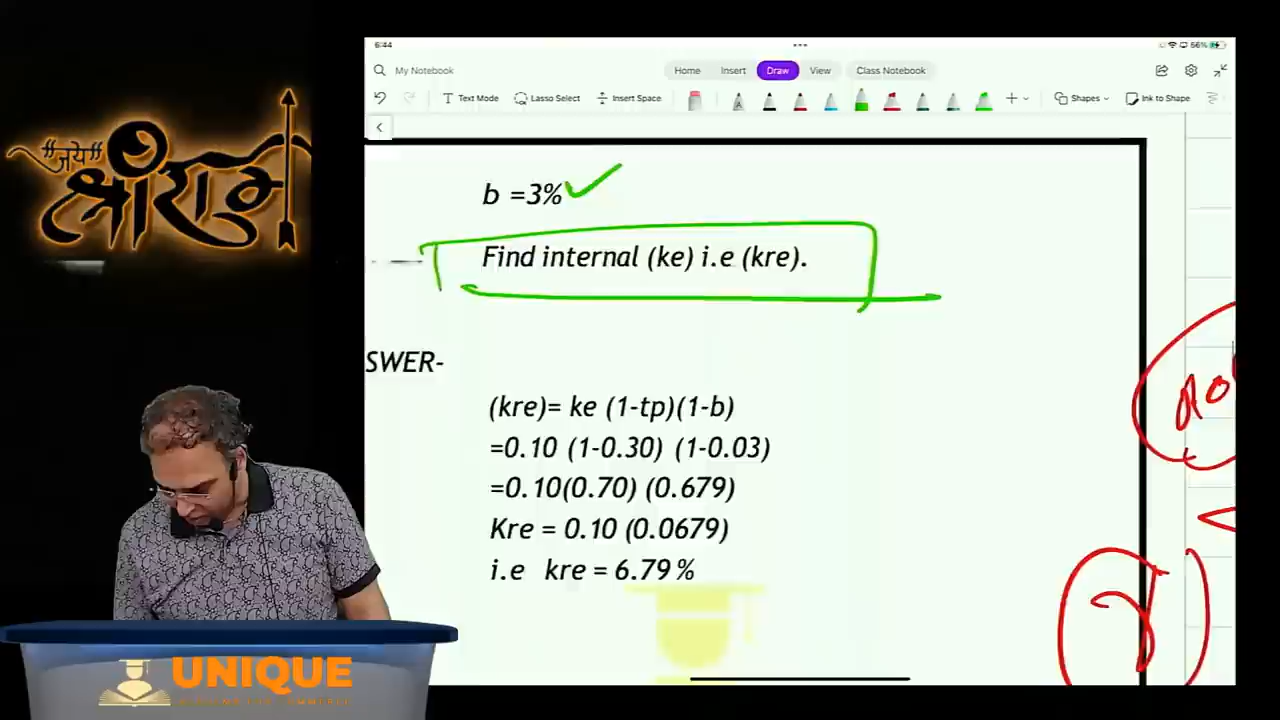 6:44
56%
My Notebook
Home
Insert
Draw
View
Class Notebook
Text Mode
Lasso Select
Insert Space
Shapes
Ink to Shape
"जय"
श्रीराम
b =3%
Find internal (ke) i.e (kre).
SWER-
(kre)= ke (1-tp)(1-b)
=0.10 (1-0.30) (1-0.03)
=0.10(0.70) (0.679)
Kre = 0.10 (0.0679)
i.e kre = 6.79 %
UNIQUE